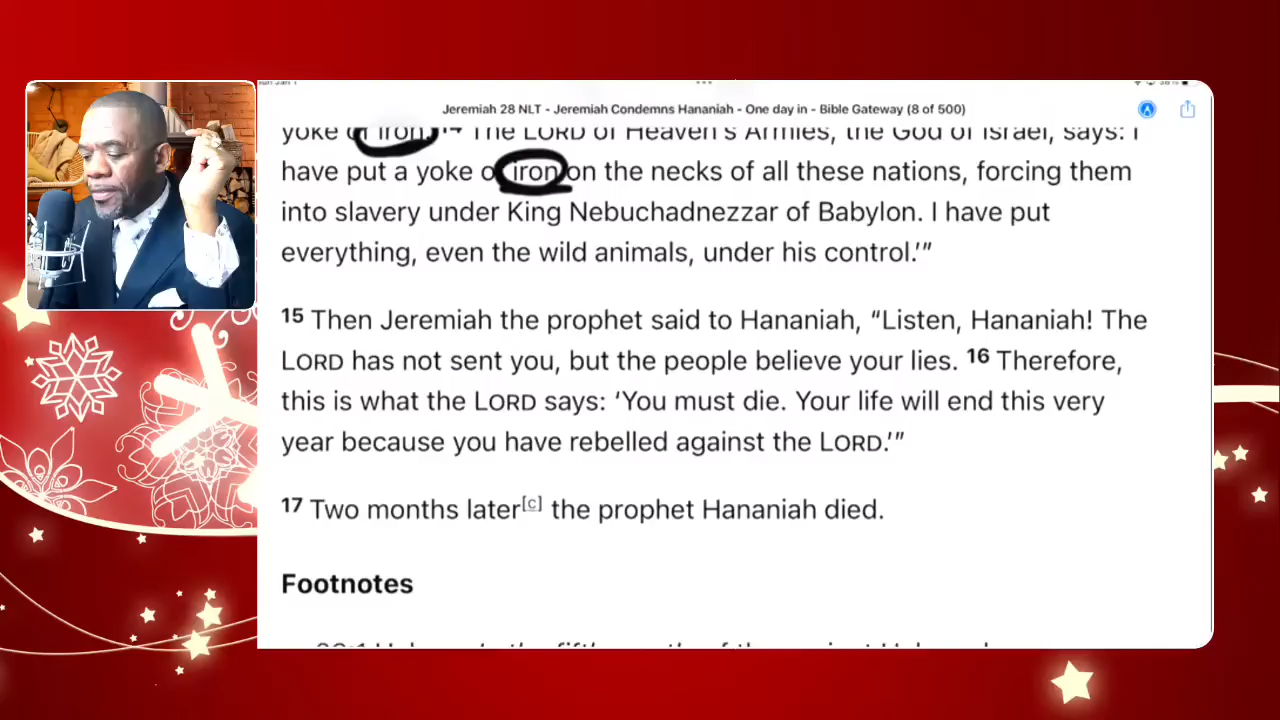 Jeremiah 28 NLT - Jeremiah Condemns Hananiah - One day in - Bible Gateway (8 of 500)
yoke of iron.’” 14 The LORD of Heaven’s Armies, the God of Israel, says: I
have put a yoke of iron on the necks of all these nations, forcing them
into slavery under King Nebuchadnezzar of Babylon. I have put
everything, even the wild animals, under his control.’”
15 Then Jeremiah the prophet said to Hananiah, “Listen, Hananiah! The
LORD has not sent you, but the people believe your lies. 16 Therefore,
this is what the LORD says: ‘You must die. Your life will end this very
year because you have rebelled against the LORD.’”
17 Two months later[c] the prophet Hananiah died.
Footnotes